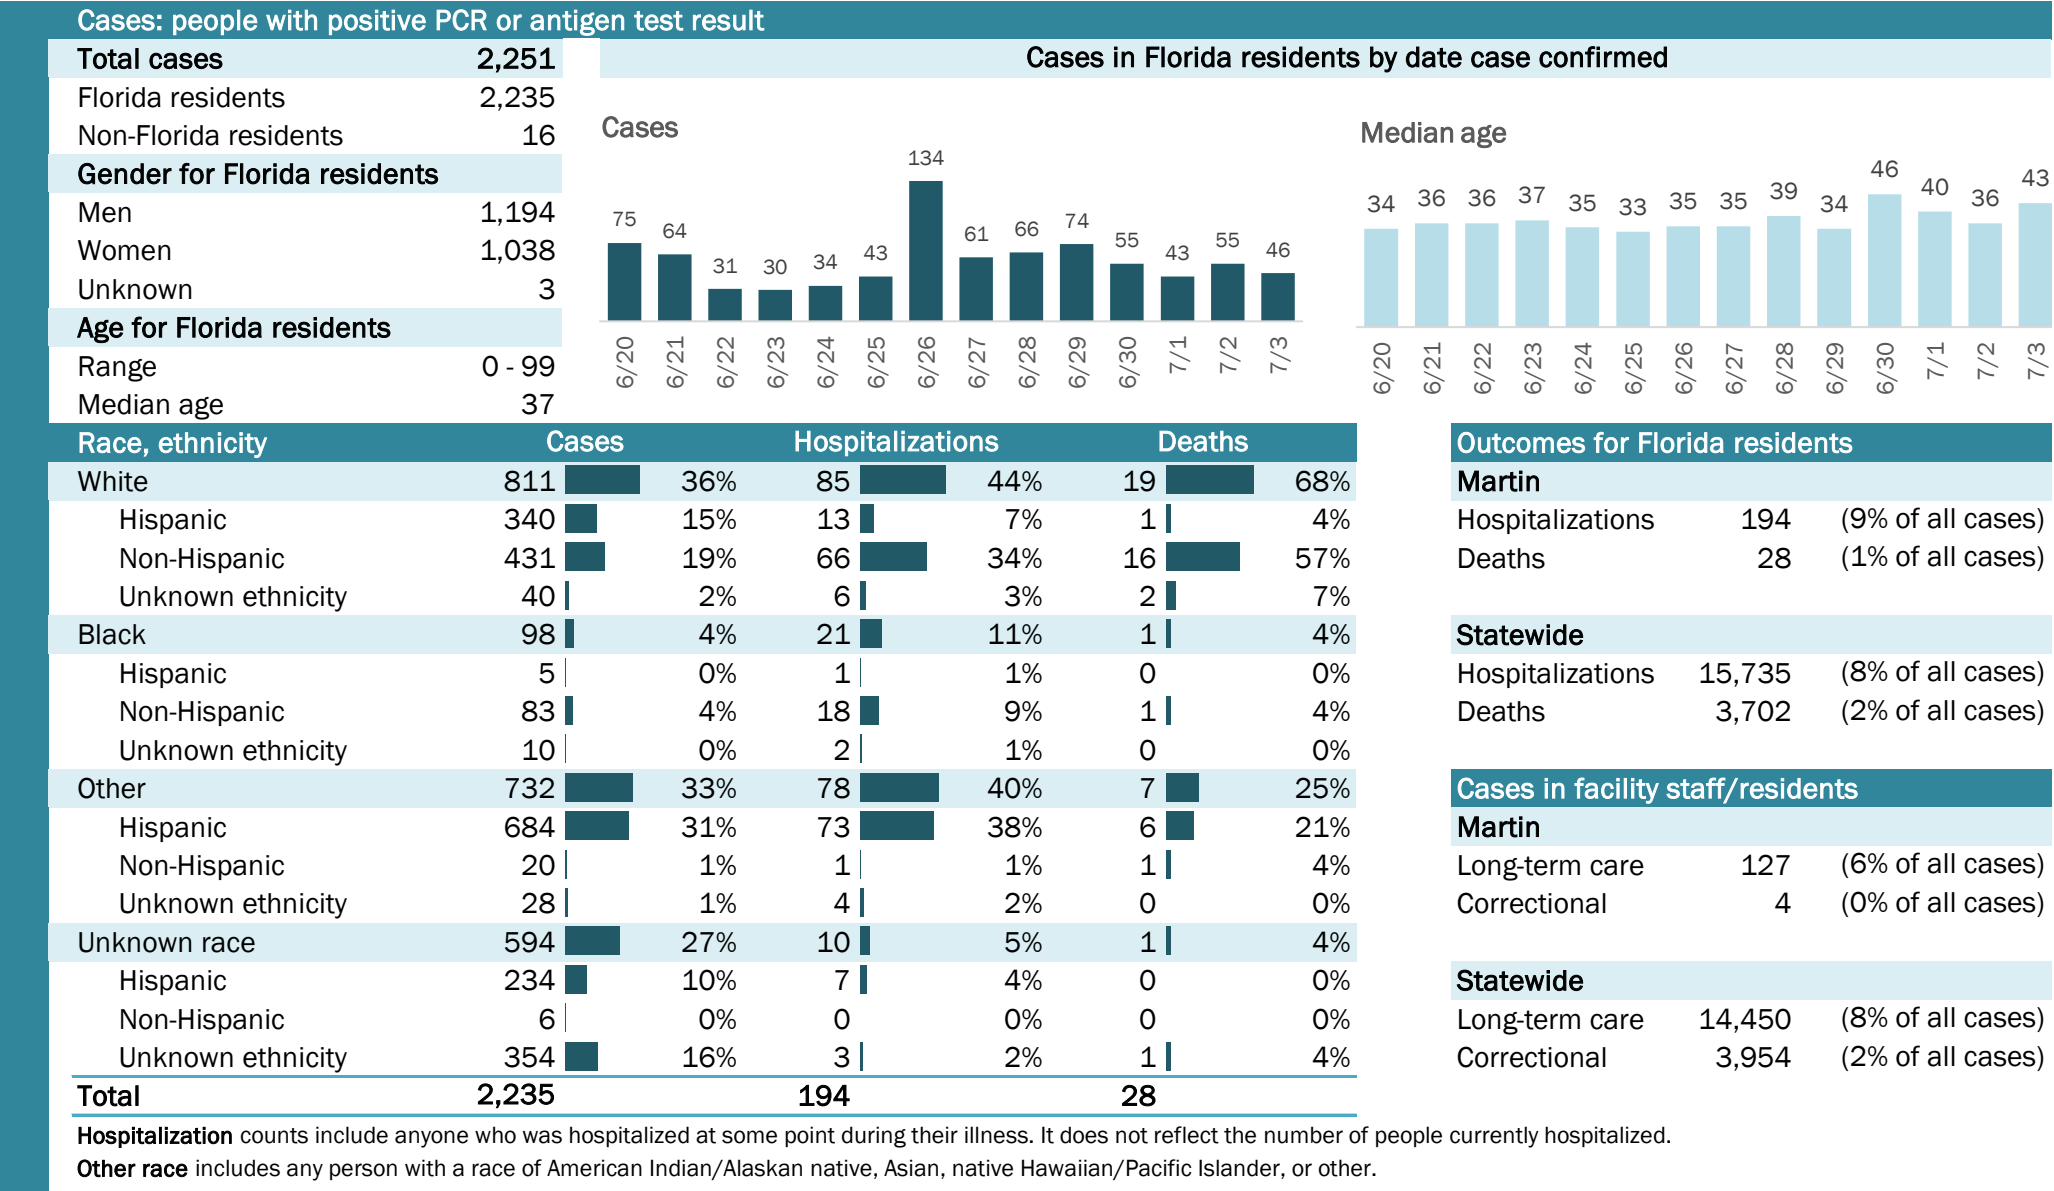 Cases: people with positive PCR or antigen test result
Total cases 2,251
Florida residents 2,235
Non-Florida residents 16
Gender for Florida residents
Men 1,194
Women 1,038
Unknown 3
Age for Florida residents
Range 0 - 99
Median age 37
Cases in Florida residents by date case confirmed
Cases
75 64 31 30 34 43 134 61 66 74 55 43 55 46
6/20 6/21 6/22 6/23 6/24 6/25 6/26 6/27 6/28 6/29 6/30 7/1 7/2 7/3
Median age
34 36 36 37 35 33 35 35 39 34 46 40 36 43
6/20 6/21 6/22 6/23 6/24 6/25 6/26 6/27 6/28 6/29 6/30 7/1 7/2 7/3
Race, ethnicity Cases Hospitalizations Deaths
White 811 36% 85 44% 19 68%
Hispanic 340 15% 13 7% 1 4%
Non-Hispanic 431 19% 66 34% 16 57%
Unknown ethnicity 40 2% 6 3% 2 7%
Black 98 4% 21 11% 1 4%
Hispanic 5 0% 1 1% 0 0%
Non-Hispanic 83 4% 18 9% 1 4%
Unknown ethnicity 10 0% 2 1% 0 0%
Other 732 33% 78 40% 7 25%
Hispanic 684 31% 73 38% 6 21%
Non-Hispanic 20 1% 1 1% 1 4%
Unknown ethnicity 28 1% 4 2% 0 0%
Unknown race 594 27% 10 5% 1 4%
Hispanic 234 10% 7 4% 0 0%
Non-Hispanic 6 0% 0 0% 0 0%
Unknown ethnicity 354 16% 3 2% 1 4%
Total 2,235 194 28
Outcomes for Florida residents
Martin
Hospitalizations 194 (9% of all cases)
Deaths 28 (1% of all cases)
Statewide
Hospitalizations 15,735 (8% of all cases)
Deaths 3,702 (2% of all cases)
Cases in facility staff/residents
Martin
Long-term care 127 (6% of all cases)
Correctional 4 (0% of all cases)
Statewide
Long-term care 14,450 (8% of all cases)
Correctional 3,954 (2% of all cases)
Hospitalization counts include anyone who was hospitalized at some point during their illness. It does not reflect the number of people currently hospitalized.
Other race includes any person with a race of American Indian/Alaskan native, Asian, native Hawaiian/Pacific Islander, or other.